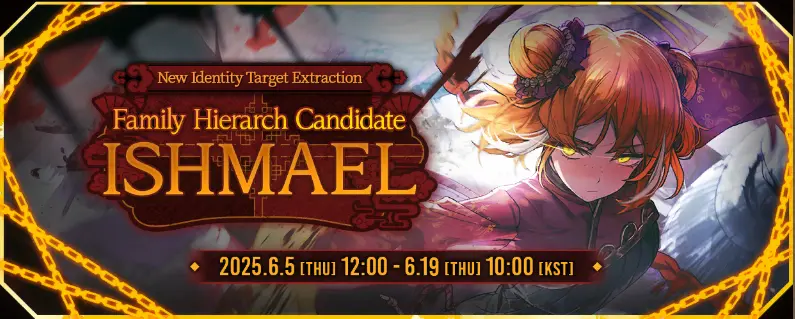 New Identity Target Extraction
Family Hierarch Candidate
ISHMAEL
2025.6.5 [THU] 12:00 - 6.19 [THU] 10:00 [KST]